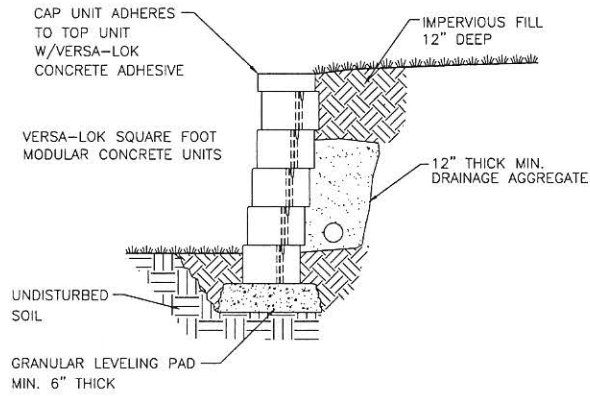 CAP UNIT ADHERES
TO TOP UNIT
W/VERSA-LOK
CONCRETE ADHESIVE
IMPERVIOUS FILL
12" DEEP
VERSA-LOK SQUARE FOOT
MODULAR CONCRETE UNITS
12" THICK MIN.
DRAINAGE AGGREGATE
UNDISTURBED
SOIL
GRANULAR LEVELING PAD
MIN. 6" THICK